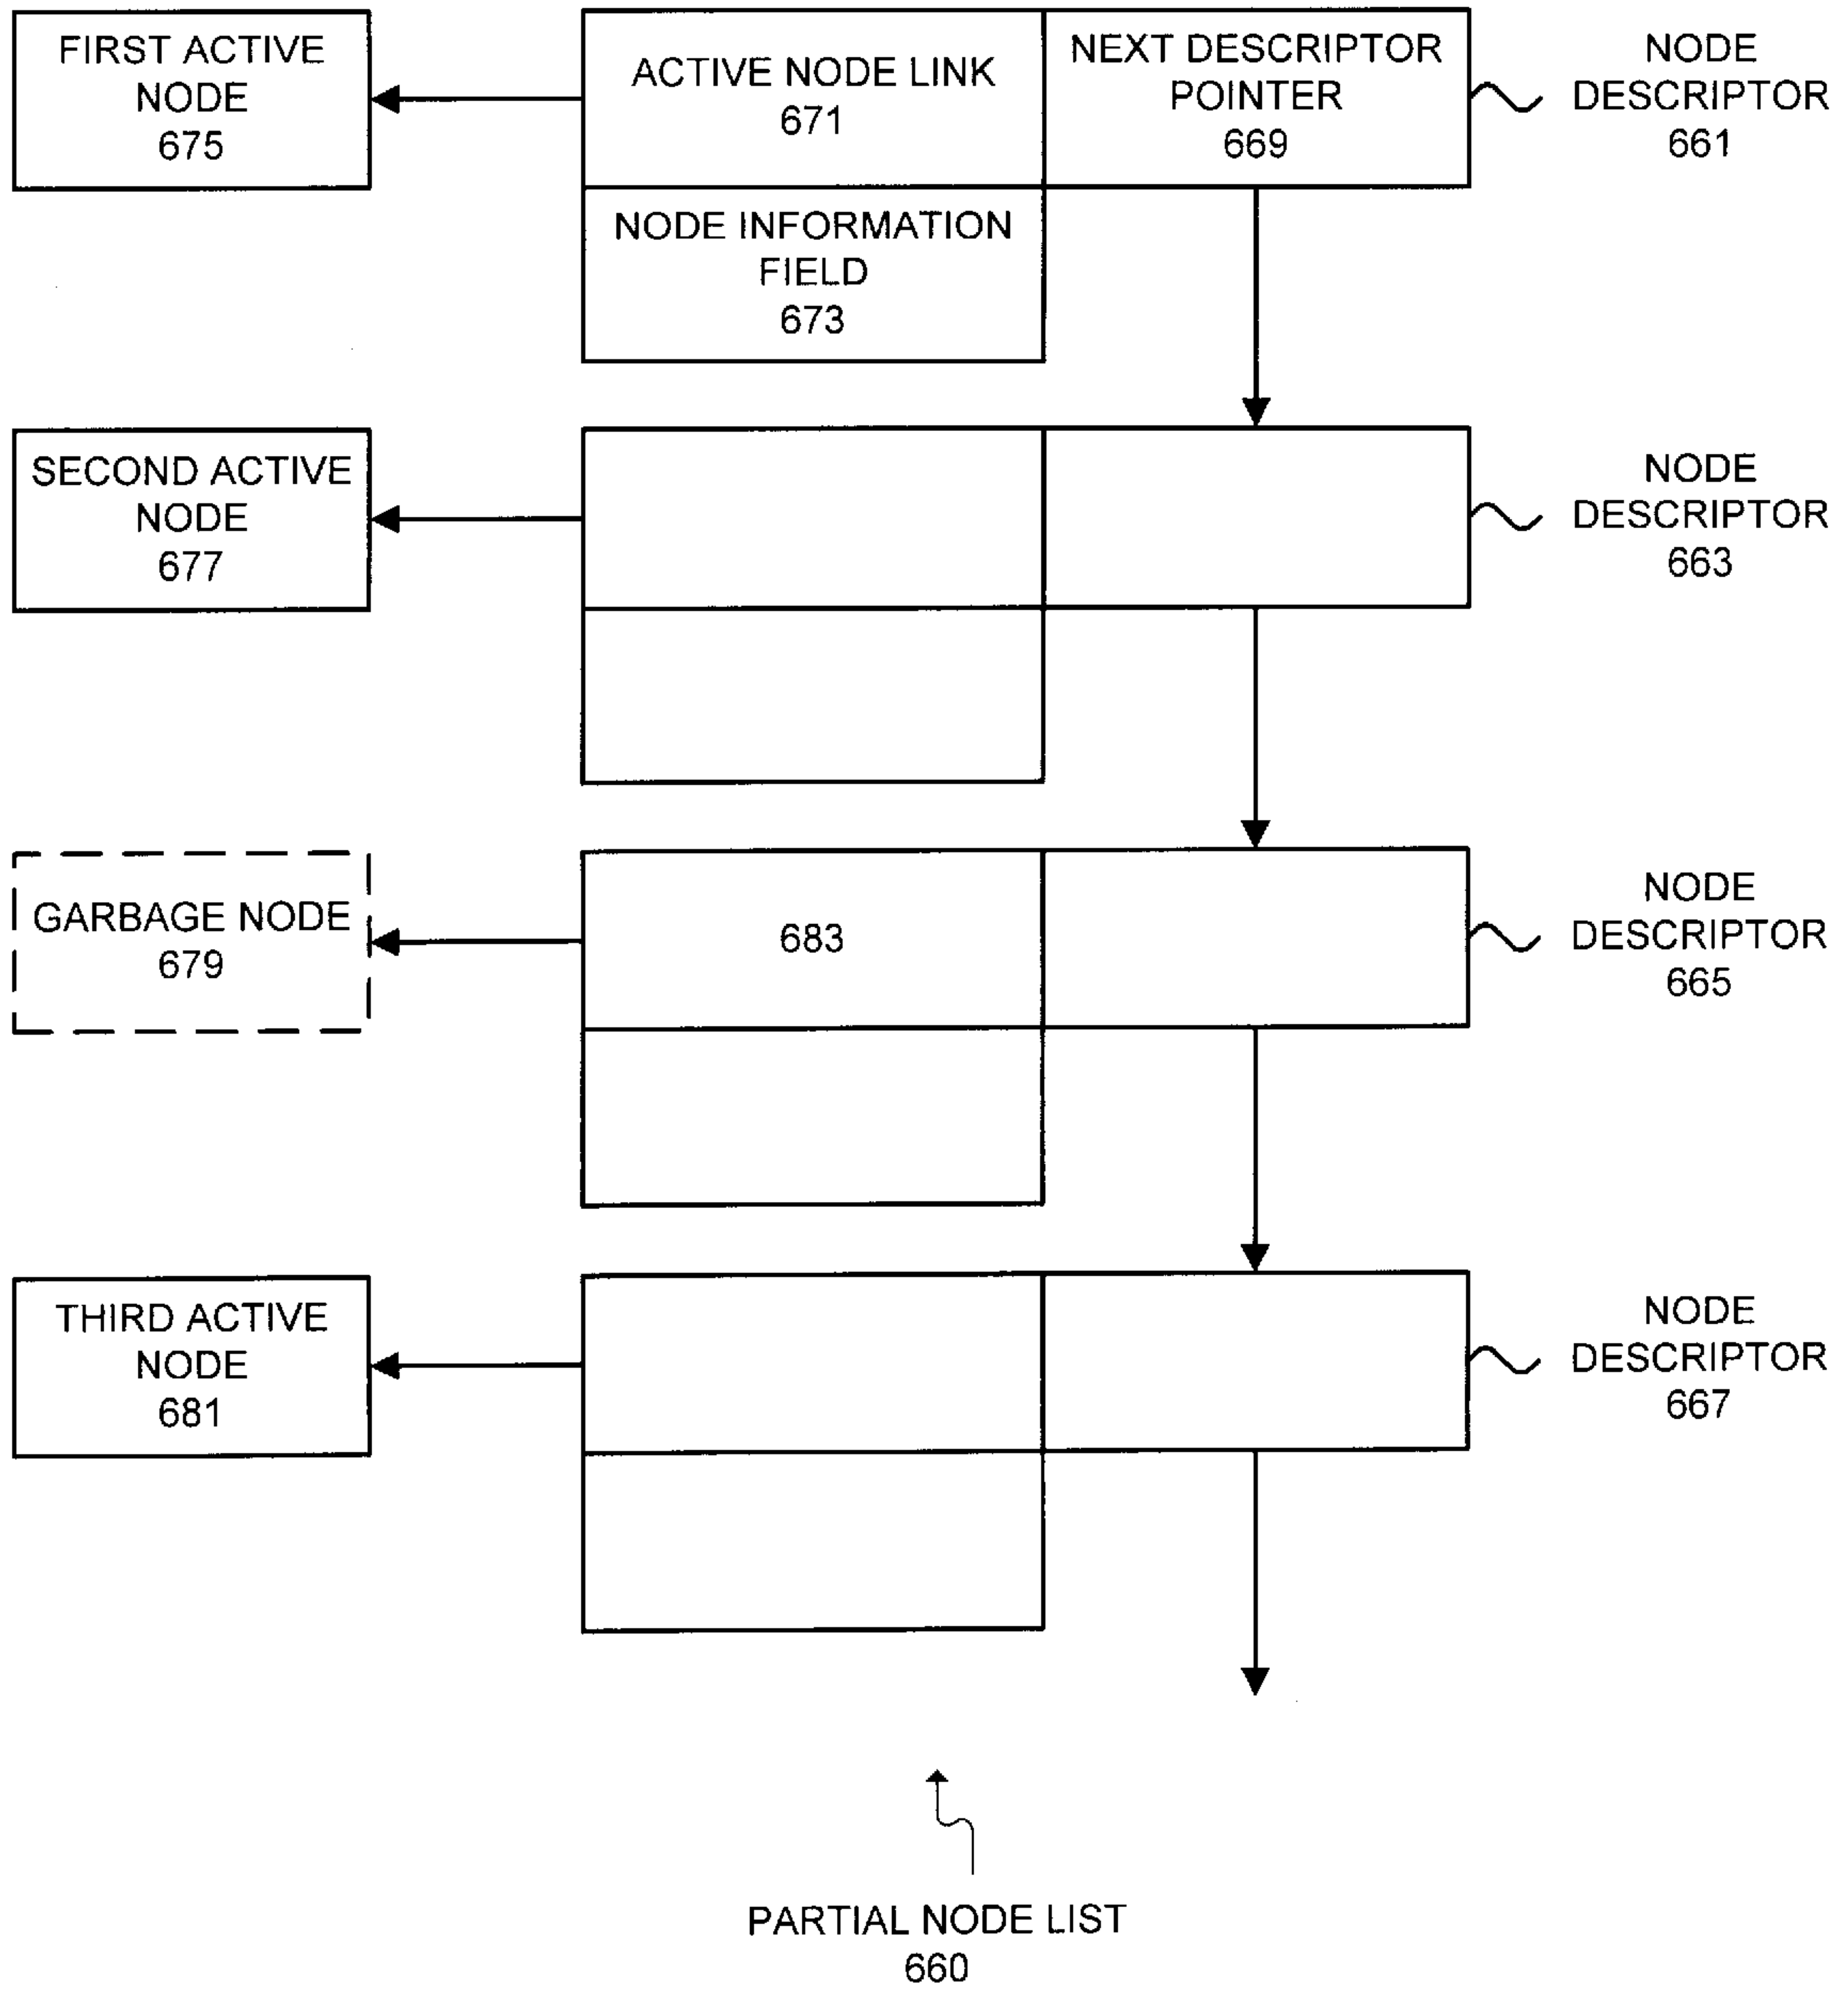 FIRST ACTIVE
NODE
675
ACTIVE NODE LINK
671
NEXT DESCRIPTOR
POINTER
669
NODE
DESCRIPTOR
661
NODE INFORMATION
FIELD
673
SECOND ACTIVE
NODE
677
NODE
DESCRIPTOR
663
GARBAGE NODE
679
683
NODE
DESCRIPTOR
665
THIRD ACTIVE
NODE
681
NODE
DESCRIPTOR
667
PARTIAL NODE LIST
660